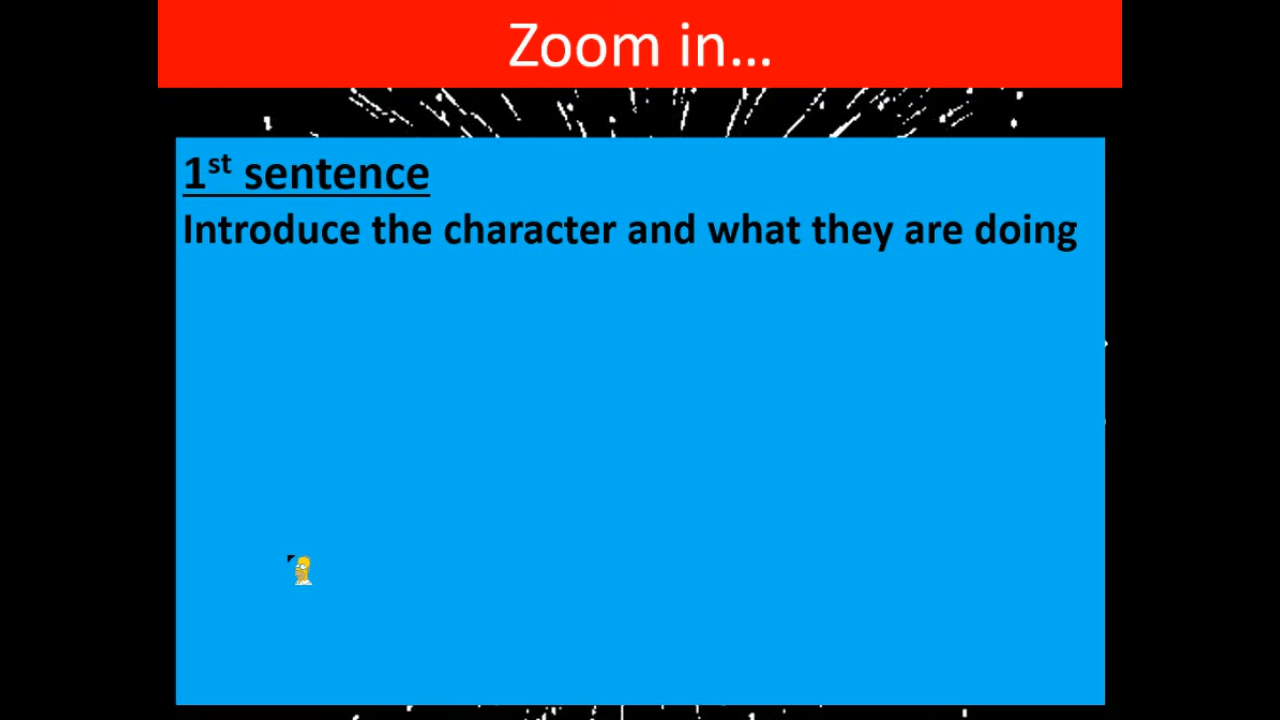 Zoom in...
1st sentence
Introduce the character and what they are doing